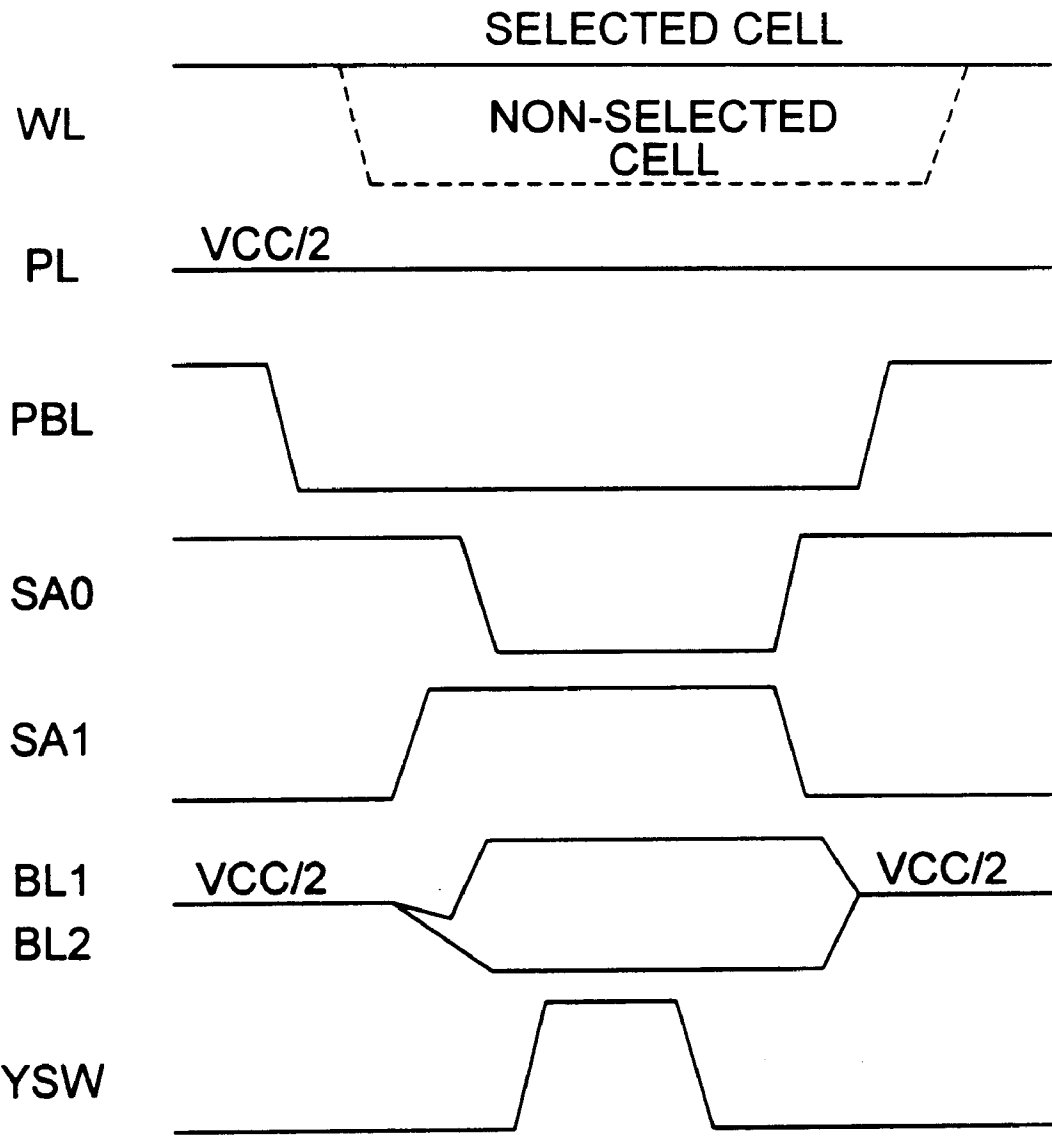 SELECTED CELL
WL
NON-SELECTED
CELL
VCC/2
PL
PBL
SA0
SA1
BL1
VCC/2
VCC/2
BL2
YSW